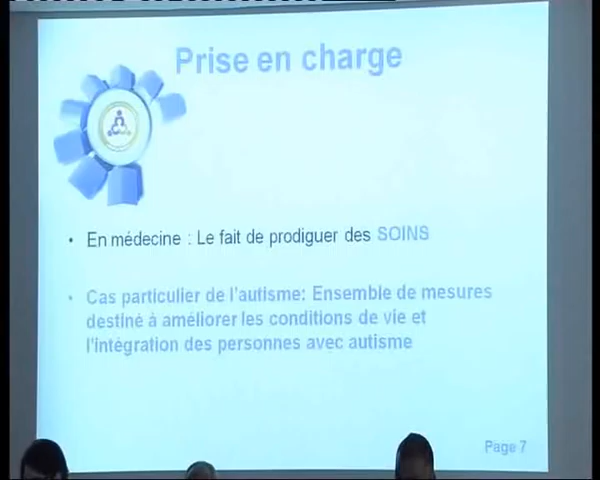 Prise en charge
• En médecine : Le fait de prodiguer des SOINS
• Cas particulier de l'autisme: Ensemble de mesures
destiné à améliorer les conditions de vie et
l'intégration des personnes avec autisme
Page 7